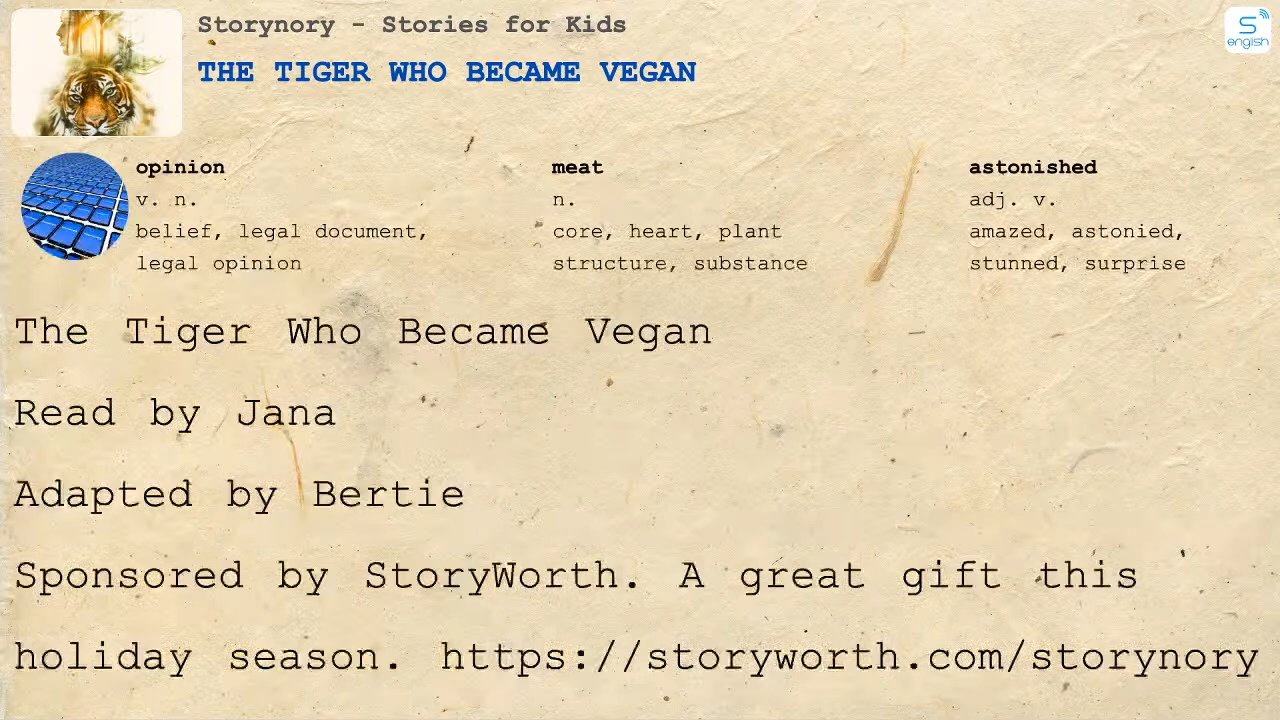 Storynory - Stories for Kids
THE TIGER WHO BECAME VEGAN
S
english
opinion
v. n.
belief, legal document,
legal opinion
meat
n.
core, heart, plant
structure, substance
astonished
adj. v.
amazed, astonied,
stunned, surprise
The Tiger Who Became Vegan
Read by Jana
Adapted by Bertie
Sponsored by StoryWorth. A great gift this
holiday season. https://storyworth.com/storynory